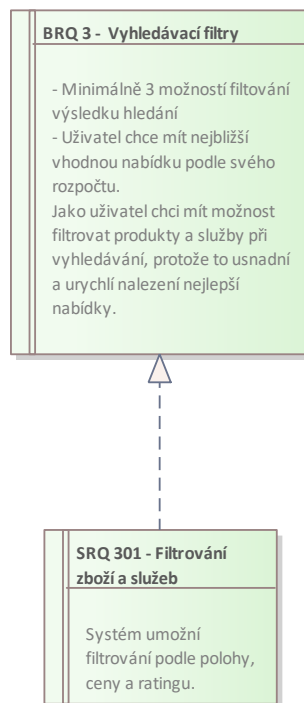 BRQ 3 -  Vyhledávací filtry
- Minimálně 3 možností filtování
výsledku hledání
- Uživatel chce mít nejbližší
vhodnou nabídku podle svého
rozpočtu.
Jako uživatel chci mít možnost
filtrovat produkty a služby při
vyhledávání, protože to usnadní
a urychlí nalezení nejlepší
nabídky.
SRQ 301 - Filtrování
zboží a služeb
Systém umožní
filtrování podle polohy,
ceny a ratingu.